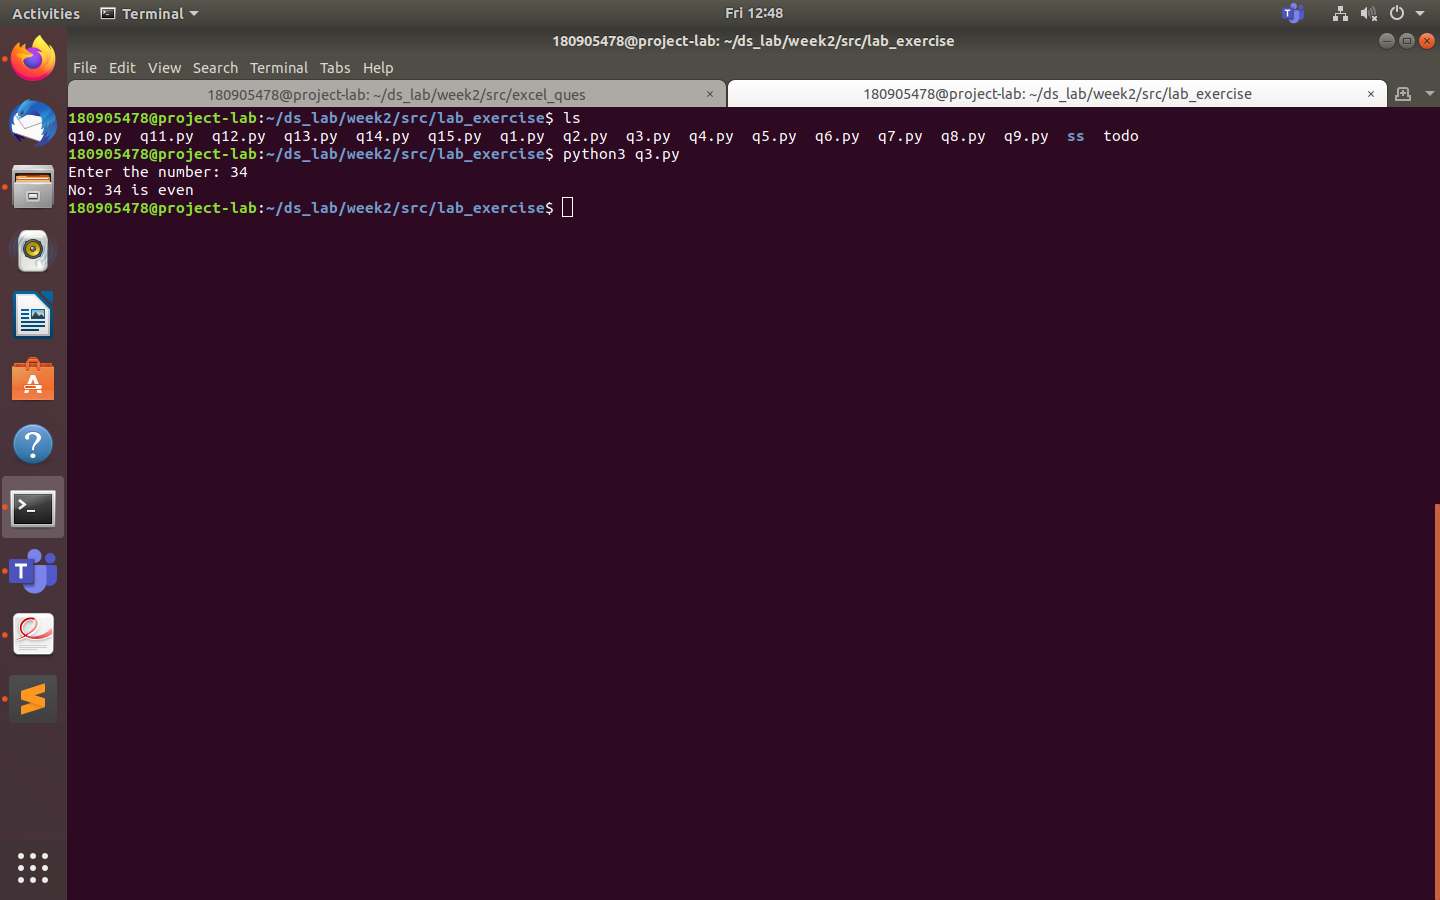 Activities Terminal Fri 12:48
180905478@project-lab: ~/ds_lab/week2/src/lab_exercise
File Edit View Search Terminal Tabs Help
180905478@project-lab: ~/ds_lab/week2/src/excel_ques × 180905478@project-lab: ~/ds_lab/week2/src/lab_exercise ×
180905478@project-lab:~/ds_lab/week2/src/lab_exercise$ ls
q10.py q11.py q12.py q13.py q14.py q15.py q1.py q2.py q3.py q4.py q5.py q6.py q7.py q8.py q9.py ss todo
180905478@project-lab:~/ds_lab/week2/src/lab_exercise$ python3 q3.py
Enter the number: 34
No: 34 is even
180905478@project-lab:~/ds_lab/week2/src/lab_exercise$